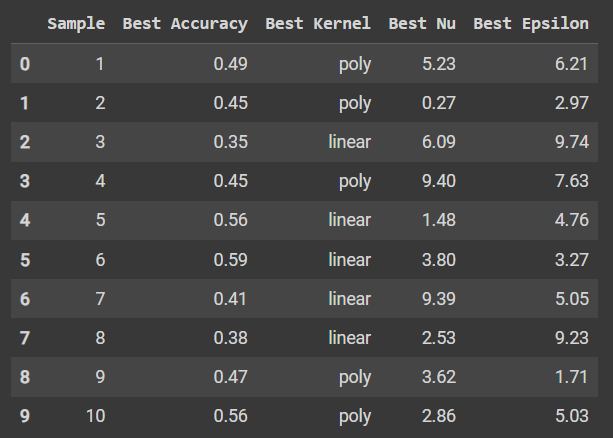 Sample Best Accuracy Best Kernel Best Nu Best Epsilon
0 1 0.49 poly 5.23 6.21
1 2 0.45 poly 0.27 2.97
2 3 0.35 linear 6.09 9.74
3 4 0.45 poly 9.40 7.63
4 5 0.56 linear 1.48 4.76
5 6 0.59 linear 3.80 3.27
6 7 0.41 linear 9.39 5.05
7 8 0.38 linear 2.53 9.23
8 9 0.47 poly 3.62 1.71
9 10 0.56 poly 2.86 5.03